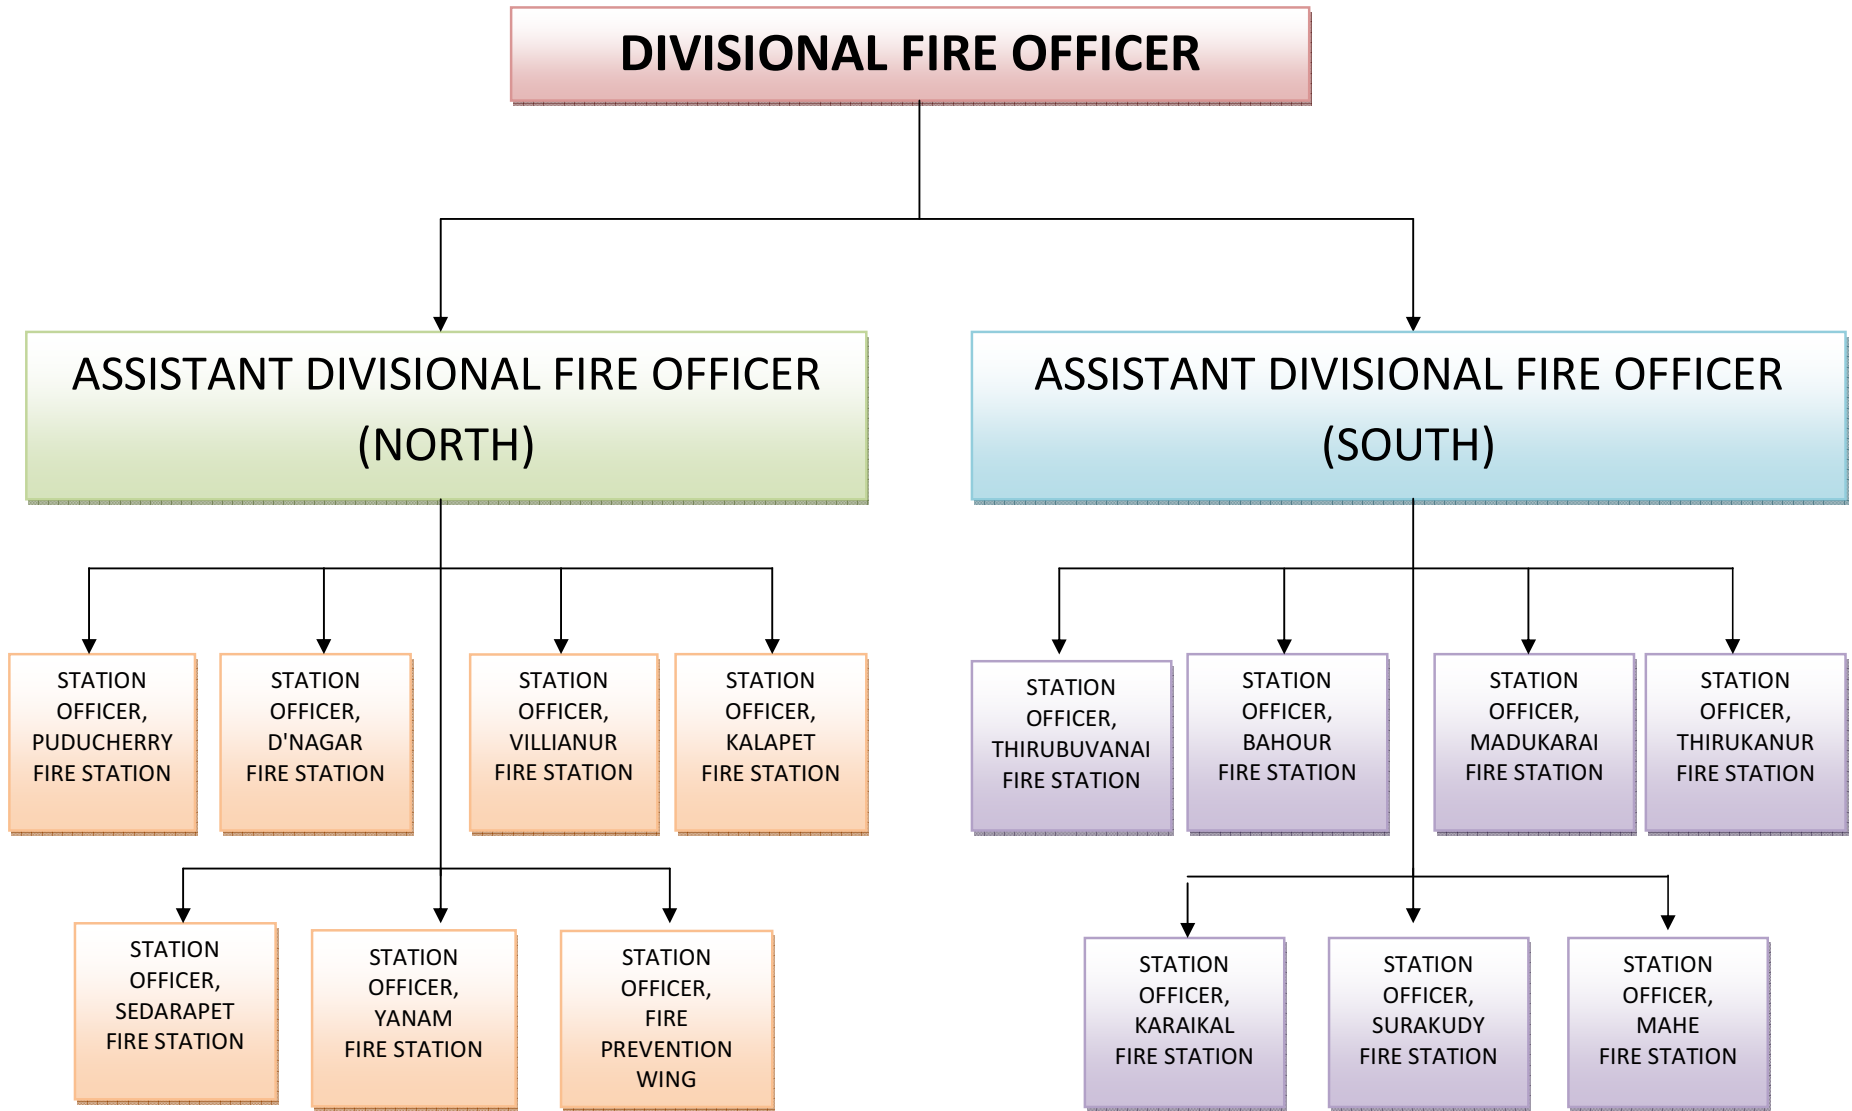 DIVISIONAL FIRE OFFICER
ASSISTANT DIVISIONAL FIRE OFFICER
(NORTH)
ASSISTANT DIVISIONAL FIRE OFFICER
(SOUTH)
STATION
OFFICER,
PUDUCHERRY
FIRE STATION
STATION
OFFICER,
D'NAGAR
FIRE STATION
STATION
OFFICER,
VILLIANUR
FIRE STATION
STATION
OFFICER,
KALAPET
FIRE STATION
STATION
OFFICER,
THIRUBUVANAI
FIRE STATION
STATION
OFFICER,
BAHOUR
FIRE STATION
STATION
OFFICER,
MADUKARAI
FIRE STATION
STATION
OFFICER,
THIRUKANUR
FIRE STATION
STATION
OFFICER,
SEDARAPET
FIRE STATION
STATION
OFFICER,
YANAM
FIRE STATION
STATION
OFFICER,
FIRE
PREVENTION
WING
STATION
OFFICER,
KARAIKAL
FIRE STATION
STATION
OFFICER,
SURAKUDY
FIRE STATION
STATION
OFFICER,
MAHE
FIRE STATION